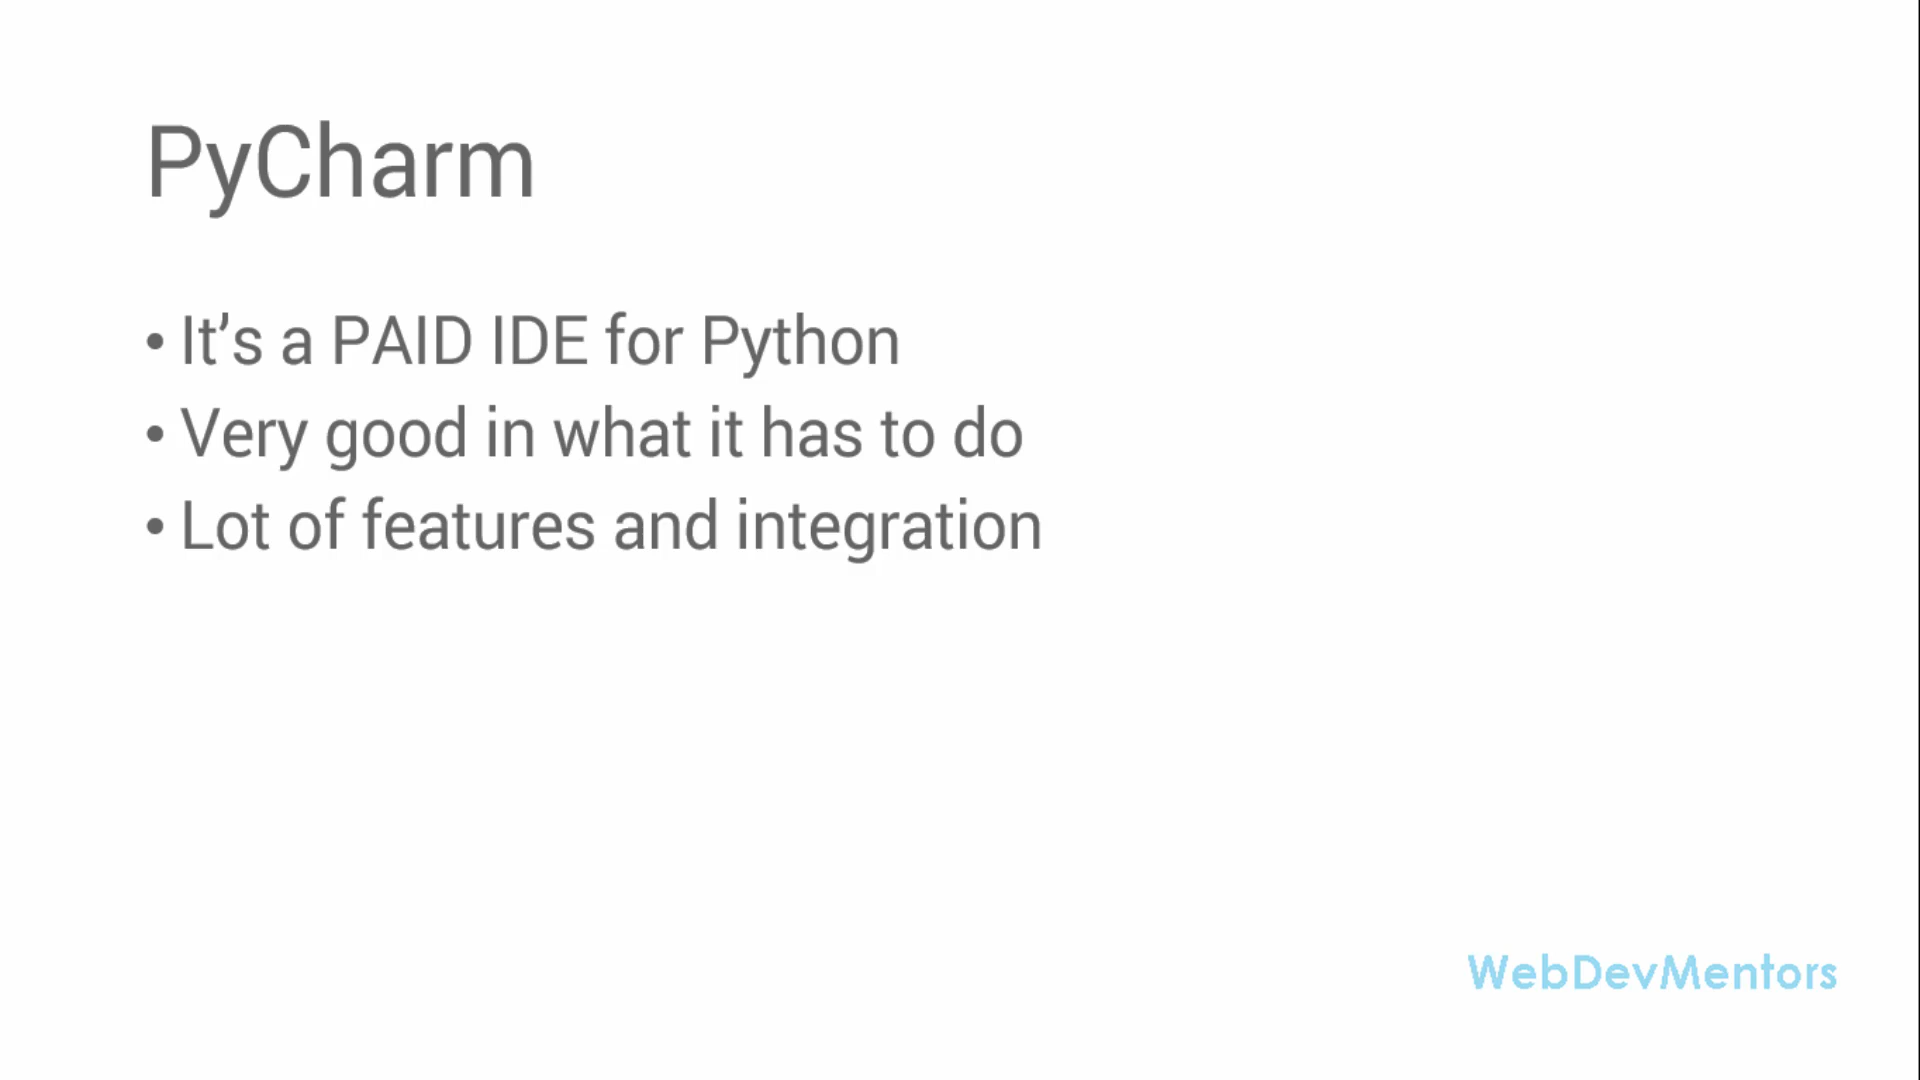 PyCharm
• It’s a PAID IDE for Python
• Very good in what it has to do
• Lot of features and integration
WebDevMentors